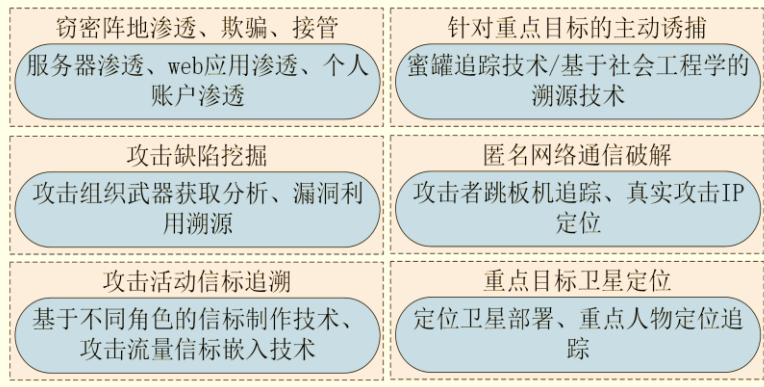 窃密阵地渗透、欺骗、接管
服务器渗透、web应用渗透、个人
账户渗透
针对重点目标的主动诱捕
蜜罐追踪技术/基于社会工程学的
溯源技术
攻击缺陷挖掘
攻击组织武器获取分析、漏洞利
用溯源
匿名网络通信破解
攻击者跳板机追踪、真实攻击IP
定位
攻击活动信标追溯
基于不同角色的信标制作技术、
攻击流量信标嵌入技术
重点目标卫星定位
定位卫星部署、重点人物定位追
踪